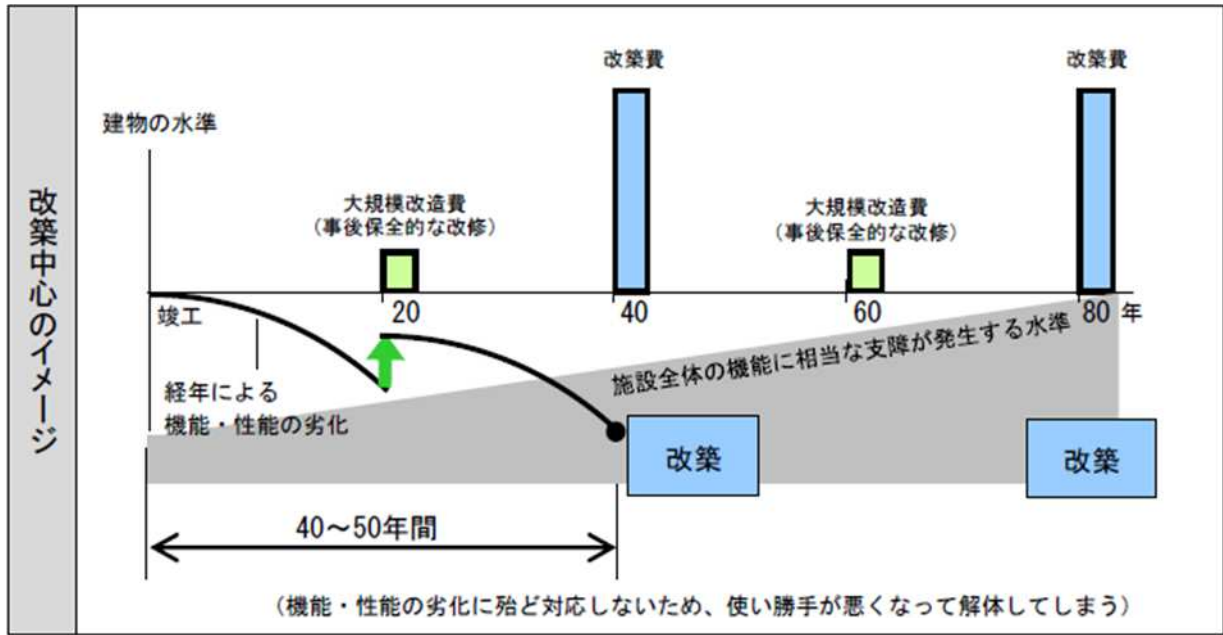 改築中心のイメージ
改築費
改築費
建物の水準
大規模改造費
（事後保全的な改修）
大規模改造費
（事後保全的な改修）
竣工
20
40
60
80 年
施設全体の機能に相当な支障が発生する水準
経年による
機能・性能の劣化
改築
改築
40～50年間
（機能・性能の劣化に殆ど対応しないため、使い勝手が悪くなって解体してしまう）